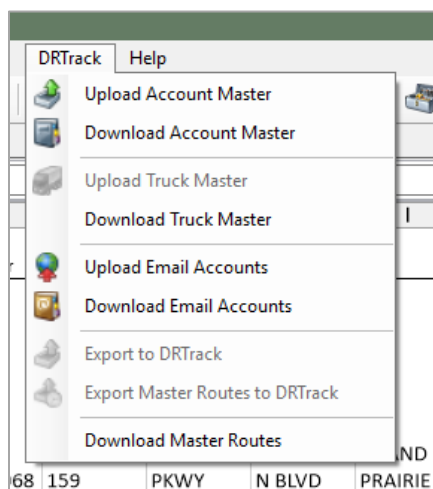 DRTrack Help
Upload Account Master
Download Account Master
Upload Truck Master
Download Truck Master
I
Upload Email Accounts
Download Email Accounts
Export to DRTrack
Export Master Routes to DRTrack
Download Master Routes
AND
068 159 PKWY N BLVD PRAIRIE